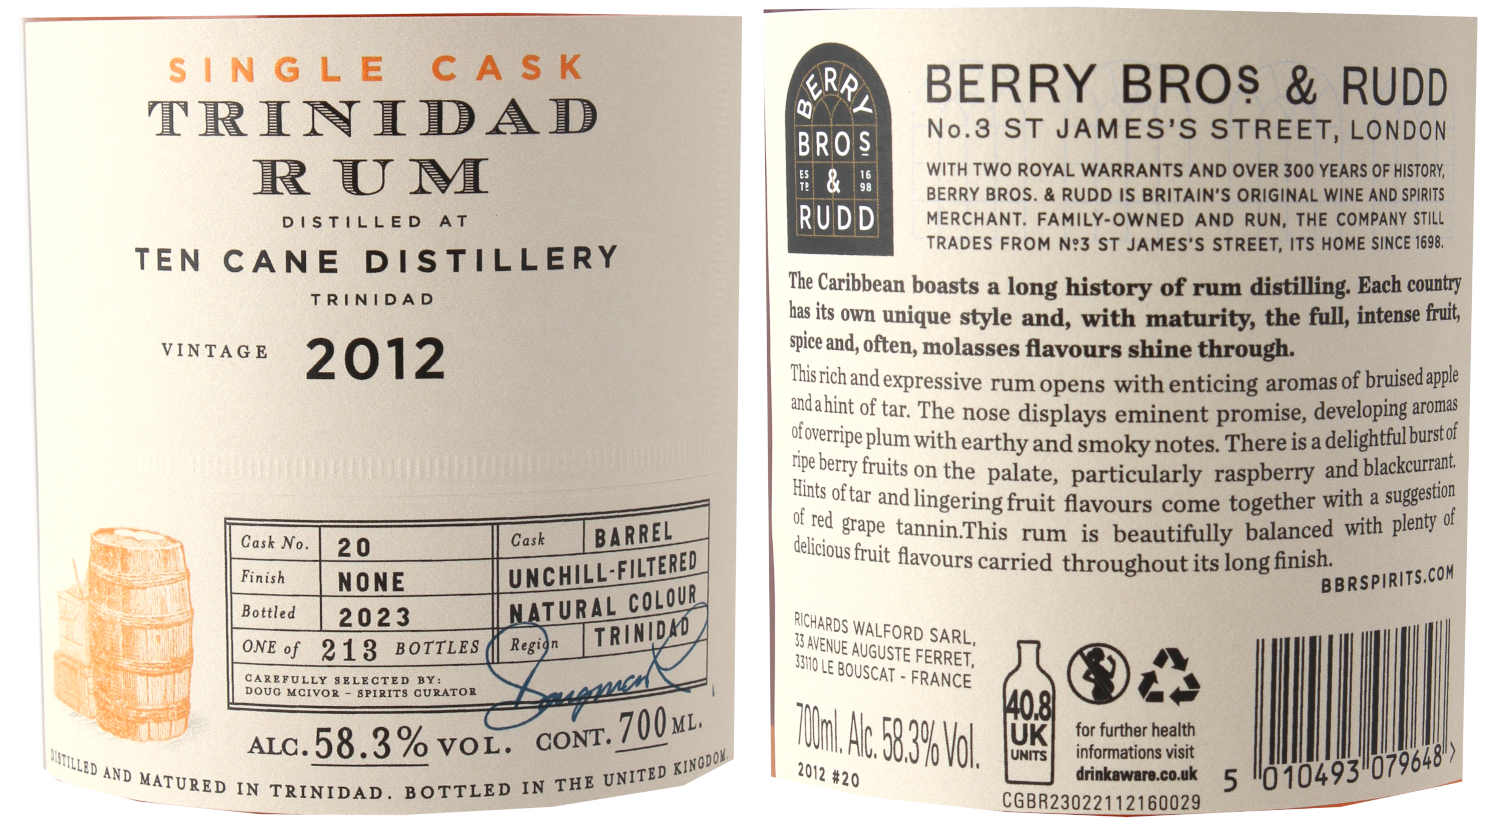 SINGLE CASK
TRINIDAD
RUM
DISTILLED AT
TEN CANE DISTILLERY
TRINIDAD
VINTAGE 2012
Cask No. 20 Cask BARREL
Finish NONE UNCHILL-FILTERED
Bottled 2023 NATURAL COLOUR
ONE of 213 BOTTLES Region TRINIDAD
CAREFULLY SELECTED BY:
DOUG MCIVOR – SPIRITS CURATOR
ALC. 58.3% VOL. CONT. 700 ML.
DISTILLED AND MATURED IN TRINIDAD. BOTTLED IN THE UNITED KINGDOM.
BERRY
BROS
ES TD & 16 98
RUDD
BERRY BROS & RUDD
No.3 ST JAMES'S STREET, LONDON
WITH TWO ROYAL WARRANTS AND OVER 300 YEARS OF HISTORY,
BERRY BROS. & RUDD IS BRITAIN'S ORIGINAL WINE AND SPIRITS
MERCHANT. FAMILY-OWNED AND RUN, THE COMPANY STILL
TRADES FROM Nº3 ST JAMES'S STREET, ITS HOME SINCE 1698.
The Caribbean boasts a long history of rum distilling. Each country
has its own unique style and, with maturity, the full, intense fruit,
spice and, often, molasses flavours shine through.
This rich and expressive rum opens with enticing aromas of bruised apple
and a hint of tar. The nose displays eminent promise, developing aromas
of overripe plum with earthy and smoky notes. There is a delightful burst of
ripe berry fruits on the palate, particularly raspberry and blackcurrant.
Hints of tar and lingering fruit flavours come together with a suggestion
of red grape tannin.This rum is beautifully balanced with plenty of
delicious fruit flavours carried throughout its long finish.
BBRSPIRITS.COM
RICHARDS WALFORD SARL,
33 AVENUE AUGUSTE FERRET,
33110 LE BOUSCAT - FRANCE
700ml. Alc. 58.3% Vol.
2012 #20
40.8
UK
UNITS
for further health
informations visit
drinkaware.co.uk
CGBR23022112160029
5 010493 079648 >